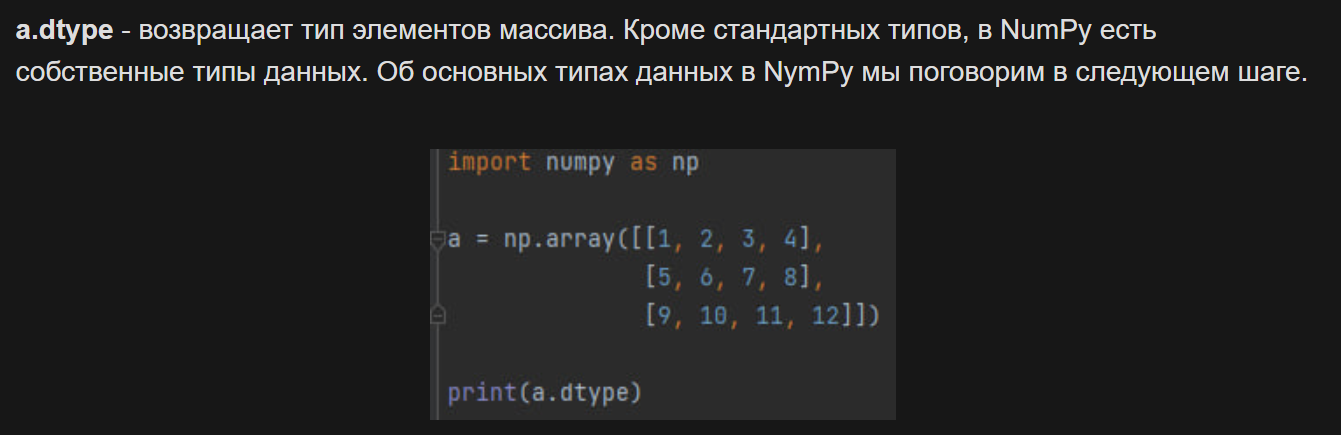 a.dtype - возвращает тип элементов массива. Кроме стандартных типов, в NumPy есть
собственные типы данных. Об основных типах данных в NymPy мы поговорим в следующем шаге.
import numpy as np
a = np.array([[1, 2, 3, 4],
[5, 6, 7, 8],
[9, 10, 11, 12]])
print(a.dtype)